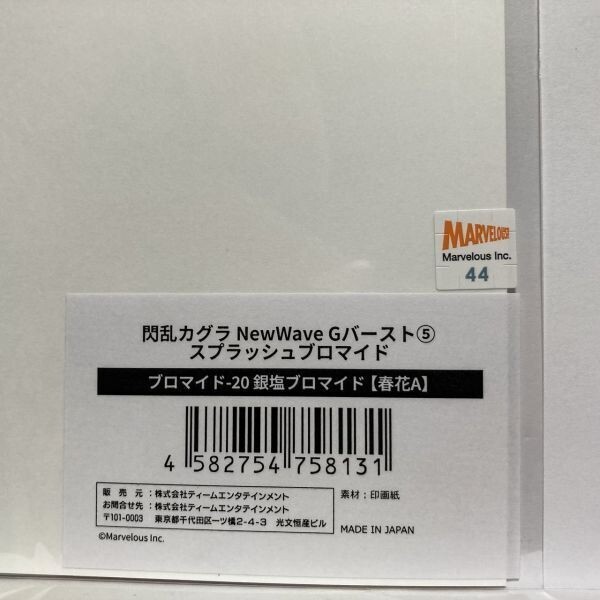 MARVELOUS!
Marvelous Inc.
44
閃乱カグラ NewWave Gバースト⑤
スプラッシュブロマイド
ブロマイド-20 銀塩ブロマイド【春花A】
4 582754 758131
販売元：株式会社ティームエンタテインメント
お問合せ先：株式会社ティームエンタテインメント
〒101-0003 東京都千代田区一ツ橋2-4-3 光文恒産ビル
素材：印画紙
MADE IN JAPAN
©Marvelous Inc.